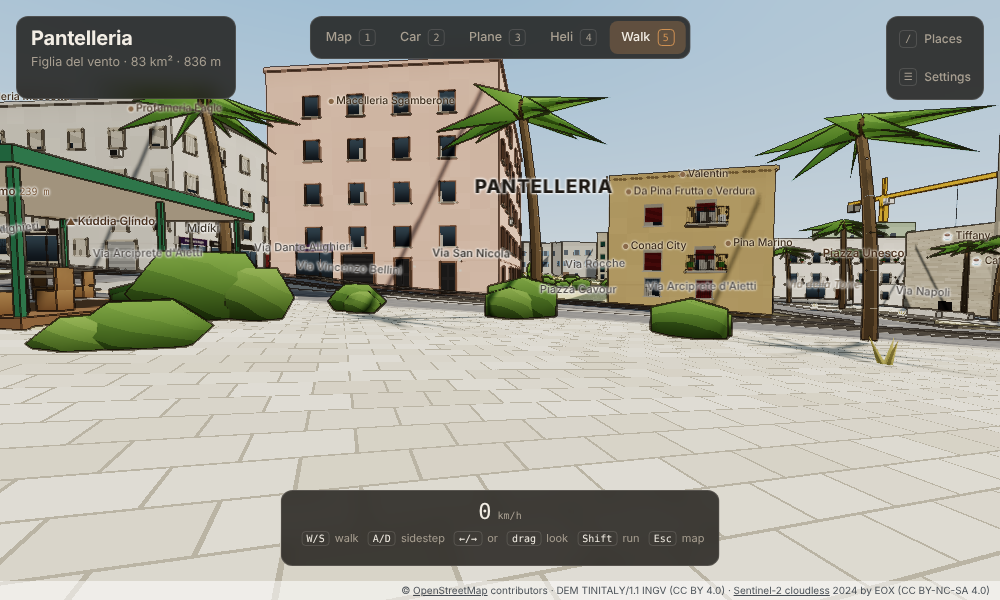 Pantelleria
Figlia del vento · 83 km² · 836 m
Map 1
Car 2
Plane 3
Heli 4
Walk 5
/ Places
☰ Settings
Profumeria
Macelleria Sgamberone
PANTELLERIA
Valentin
Da Pina Frutta e Verdura
239 m
Kúddia Glindo
Mjdik
Via Arciprete d'Aietti
Via Dante Alighieri
Via Vincenzo Bellini
Via San Nicola
Via Rocche
Piazza Cavour
Conad City
Pina Marino
Via Arciprete d'Aietti
Piazza Unesco
Via Napoli
Tiffany
0 km/h
W/S walk A/D sidestep ←/→ or drag look Shift run Esc map
© OpenStreetMap contributors · DEM TINITALY/1.1 INGV (CC BY 4.0) · Sentinel-2 cloudless 2024 by EOX (CC BY-NC-SA 4.0)